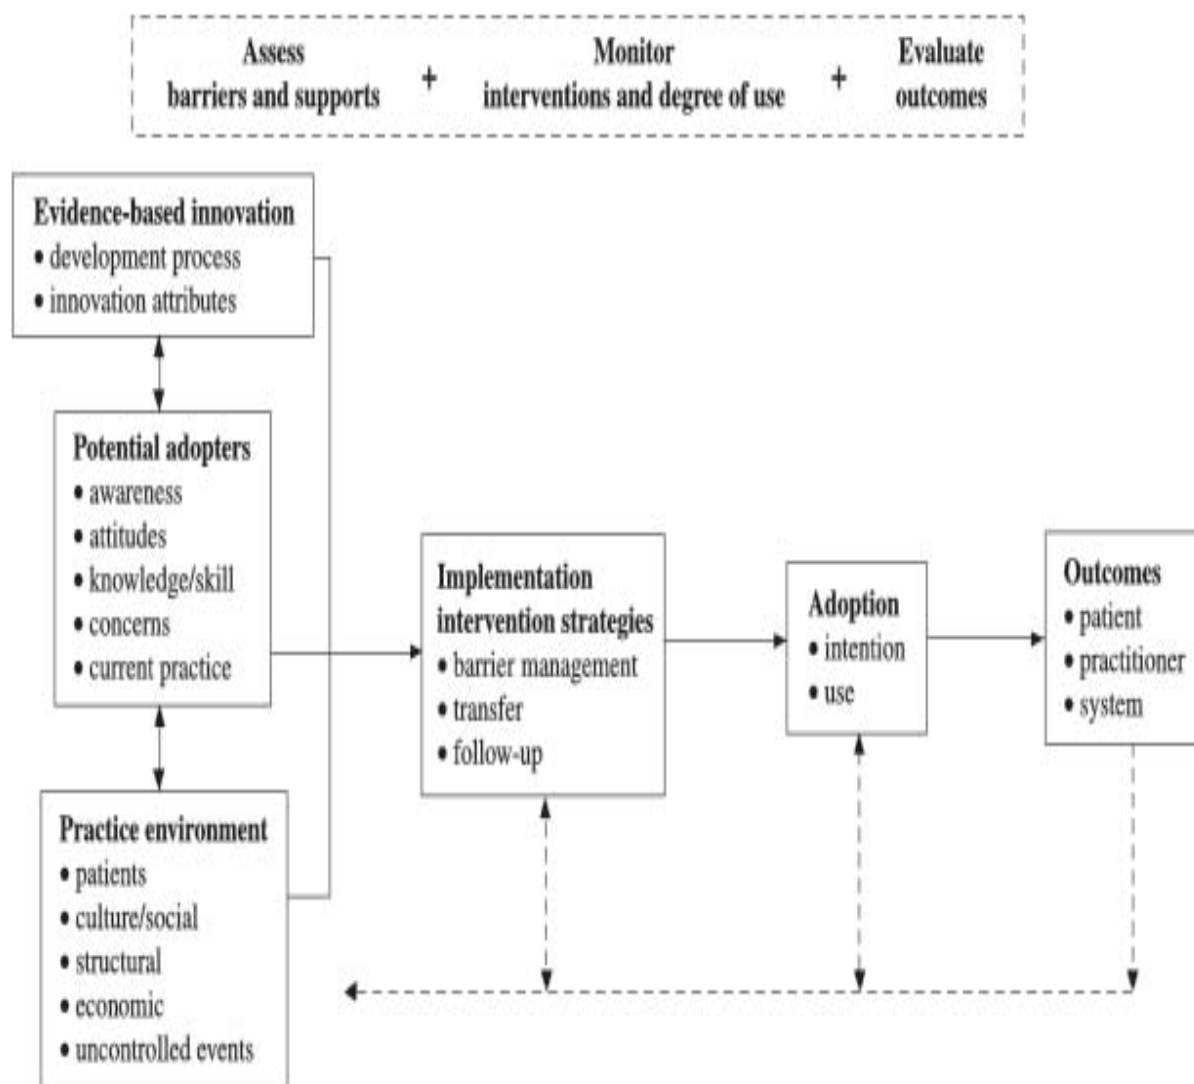 Assess
barriers and supports
+
Monitor
interventions and degree of use
+
Evaluate
outcomes
Evidence-based innovation
• development process
• innovation attributes
Potential adopters
• awareness
• attitudes
• knowledge/skill
• concerns
• current practice
Practice environment
• patients
• culture/social
• structural
• economic
• uncontrolled events
Implementation
intervention strategies
• barrier management
• transfer
• follow-up
Adoption
• intention
• use
Outcomes
• patient
• practitioner
• system